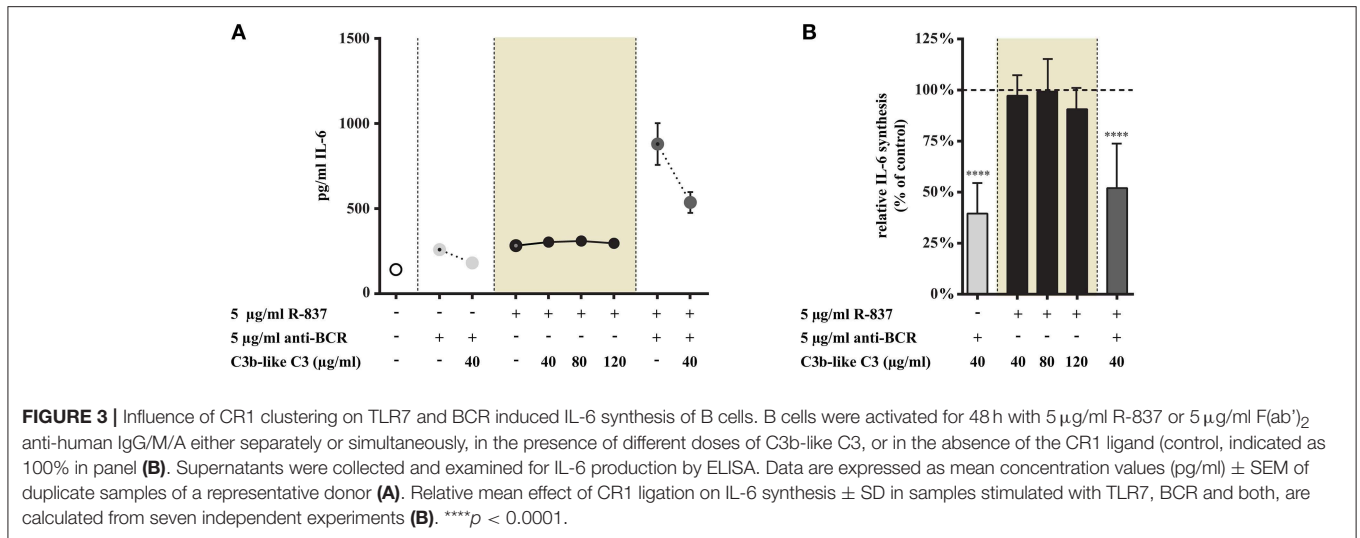 A
1500
1000
500
0
pg/ml IL-6
5 µg/ml R-837 - - - + + + + + +
5 µg/ml anti-BCR - + + - - - - + +
C3b-like C3 (µg/ml) - - 40 - 40 80 120 - 40
B
125%
100%
75%
50%
25%
0%
relative IL-6 synthesis
(% of control)
****
****
5 µg/ml R-837 - + + + +
5 µg/ml anti-BCR + - - - +
C3b-like C3 (µg/ml) 40 40 80 120 40
FIGURE 3 | Influence of CR1 clustering on TLR7 and BCR induced IL-6 synthesis of B cells. B cells were activated for 48 h with 5 µg/ml R-837 or 5 µg/ml F(ab’)2
anti-human IgG/M/A either separately or simultaneously, in the presence of different doses of C3b-like C3, or in the absence of the CR1 ligand (control, indicated as
100% in panel (B). Supernatants were collected and examined for IL-6 production by ELISA. Data are expressed as mean concentration values (pg/ml) ± SEM of
duplicate samples of a representative donor (A). Relative mean effect of CR1 ligation on IL-6 synthesis ± SD in samples stimulated with TLR7, BCR and both, are
calculated from seven independent experiments (B). ****p < 0.0001.